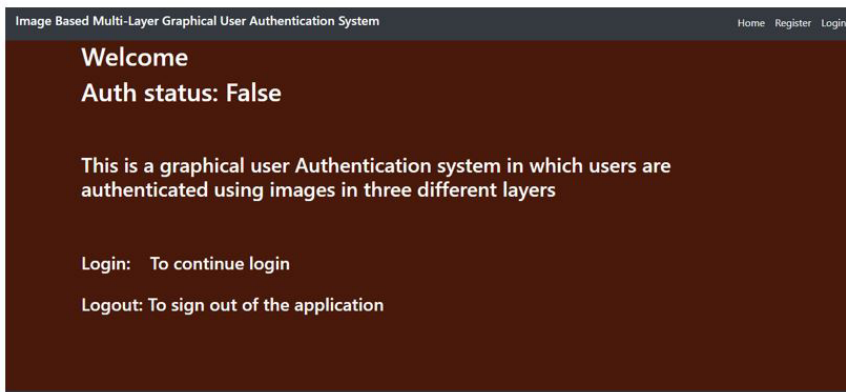 Image Based Multi-Layer Graphical User Authentication System
Home Register Login
Welcome
Auth status: False
This is a graphical user Authentication system in which users are
authenticated using images in three different layers
Login: To continue login
Logout: To sign out of the application